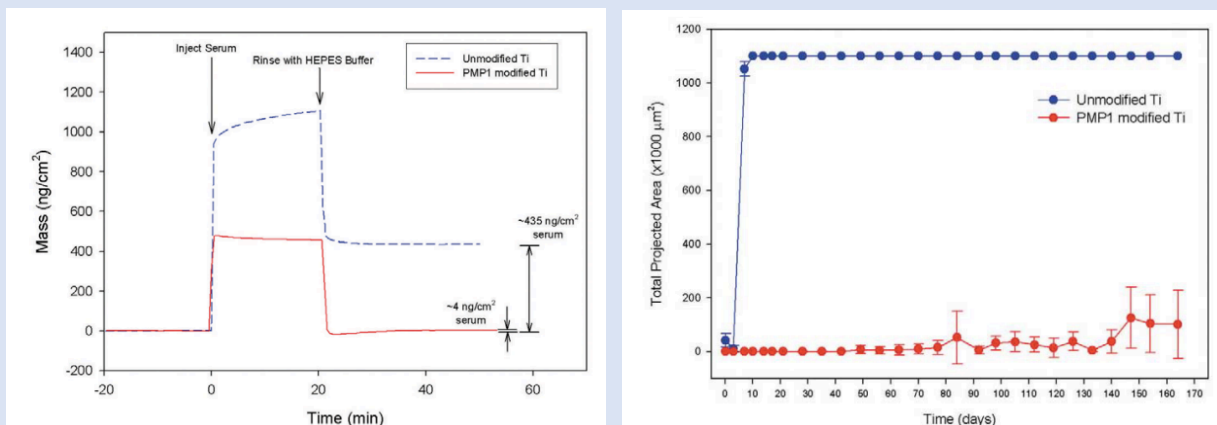 1400
1200
1000
800
600
400
200
0
-200
Mass (ng/cm²)
-20
0
20
40
60
Time (min)
Inject Serum
Rinse with HEPES Buffer
Unmodified Ti
PMP1 modified Ti
~435 ng/cm²
serum
~4 ng/cm²
serum
1200
1000
800
600
400
200
0
Total Projected Area (x1000 μm²)
Unmodified Ti
PMP1 modified Ti
0 10 20 30 40 50 60 70 80 90 100 110 120 130 140 150 160 170
Time (days)